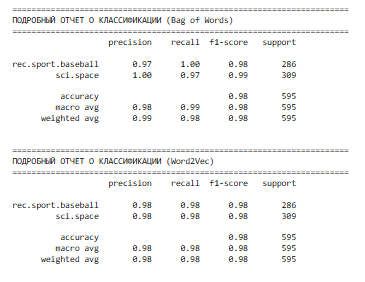 ======================================================================
ПОДРОБНЫЙ ОТЧЕТ О КЛАССИФИКАЦИИ (Bag of Words)
======================================================================
precision recall f1-score support
rec.sport.baseball 0.97 1.00 0.98 286
sci.space 1.00 0.97 0.99 309
accuracy 0.98 595
macro avg 0.98 0.99 0.98 595
weighted avg 0.99 0.98 0.98 595
======================================================================
ПОДРОБНЫЙ ОТЧЕТ О КЛАССИФИКАЦИИ (Word2Vec)
======================================================================
precision recall f1-score support
rec.sport.baseball 0.98 0.98 0.98 286
sci.space 0.98 0.98 0.98 309
accuracy 0.98 595
macro avg 0.98 0.98 0.98 595
weighted avg 0.98 0.98 0.98 595